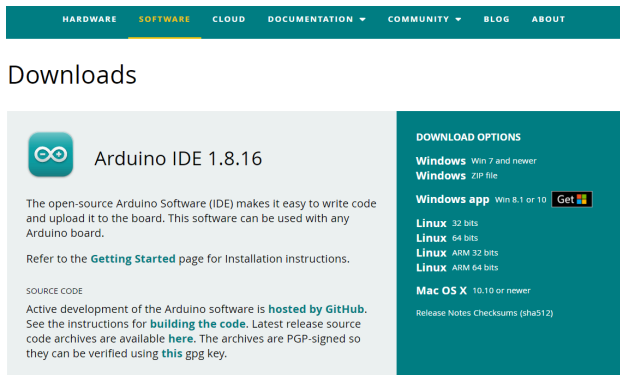 HARDWARE SOFTWARE CLOUD DOCUMENTATION COMMUNITY BLOG ABOUT
Downloads
Arduino IDE 1.8.16
The open-source Arduino Software (IDE) makes it easy to write code
and upload it to the board. This software can be used with any
Arduino board.
Refer to the Getting Started page for Installation instructions.
SOURCE CODE
Active development of the Arduino software is hosted by GitHub.
See the instructions for building the code. Latest release source
code archives are available here. The archives are PGP-signed so
they can be verified using this gpg key.
DOWNLOAD OPTIONS
Windows Win 7 and newer
Windows ZIP file
Windows app Win 8.1 or 10 Get
Linux 32 bits
Linux 64 bits
Linux ARM 32 bits
Linux ARM 64 bits
Mac OS X 10.10 or newer
Release Notes Checksums (sha512)